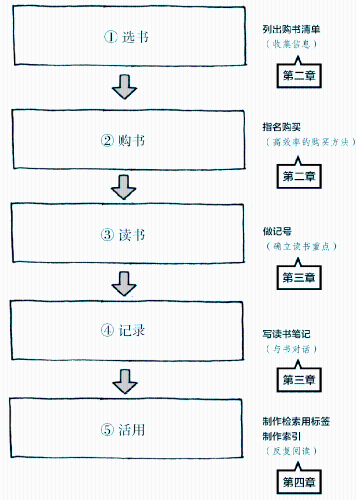 ① 选书
列出购书清单
（收集信息）
第二章
② 购书
指名购买
（高效率的购买方法）
第二章
③ 读书
做记号
（确立读书重点）
第三章
④ 记录
写读书笔记
（与书对话）
第三章
⑤ 活用
制作检索用标签
制作索引
（反复阅读）
第四章